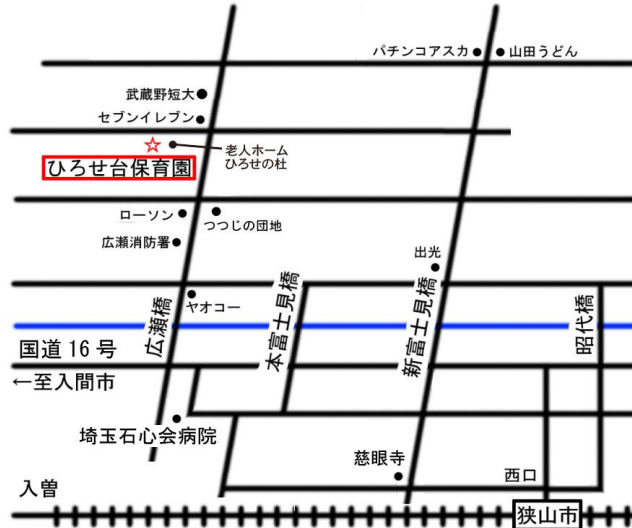 パチンコアスカ
山田うどん
武蔵野短大
セブンイレブン
老人ホーム
ひろせの杜
ひろせ台保育園
ローソン
つつじの団地
広瀬消防署
出光
ヤオコー
広瀬橋
本富士見橋
新富士見橋
昭代橋
国道16号
←至入間市
埼玉石心会病院
慈眼寺
西口
入曽
狭山市